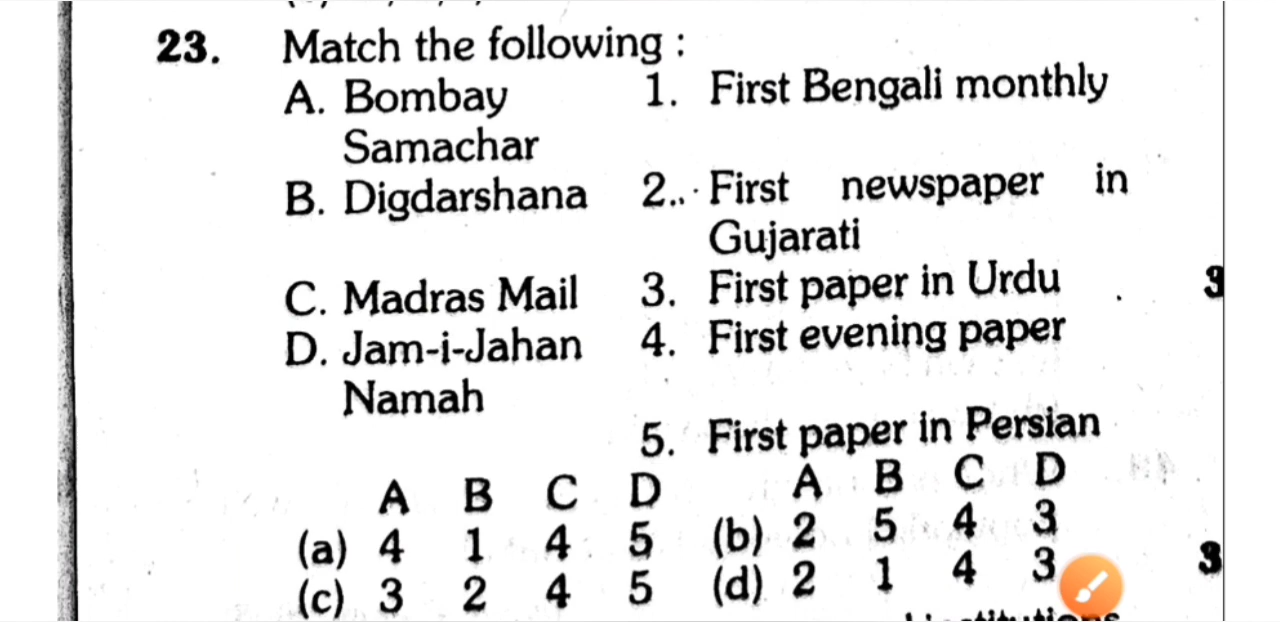 23. Match the following :
A. Bombay Samachar 1. First Bengali monthly
B. Digdarshana 2. First newspaper in Gujarati
C. Madras Mail 3. First paper in Urdu
D. Jam-i-Jahan Namah 4. First evening paper
5. First paper in Persian
A B C D A B C D
(a) 4 1 4 5 (b) 2 5 4 3
(c) 3 2 4 5 (d) 2 1 4 3